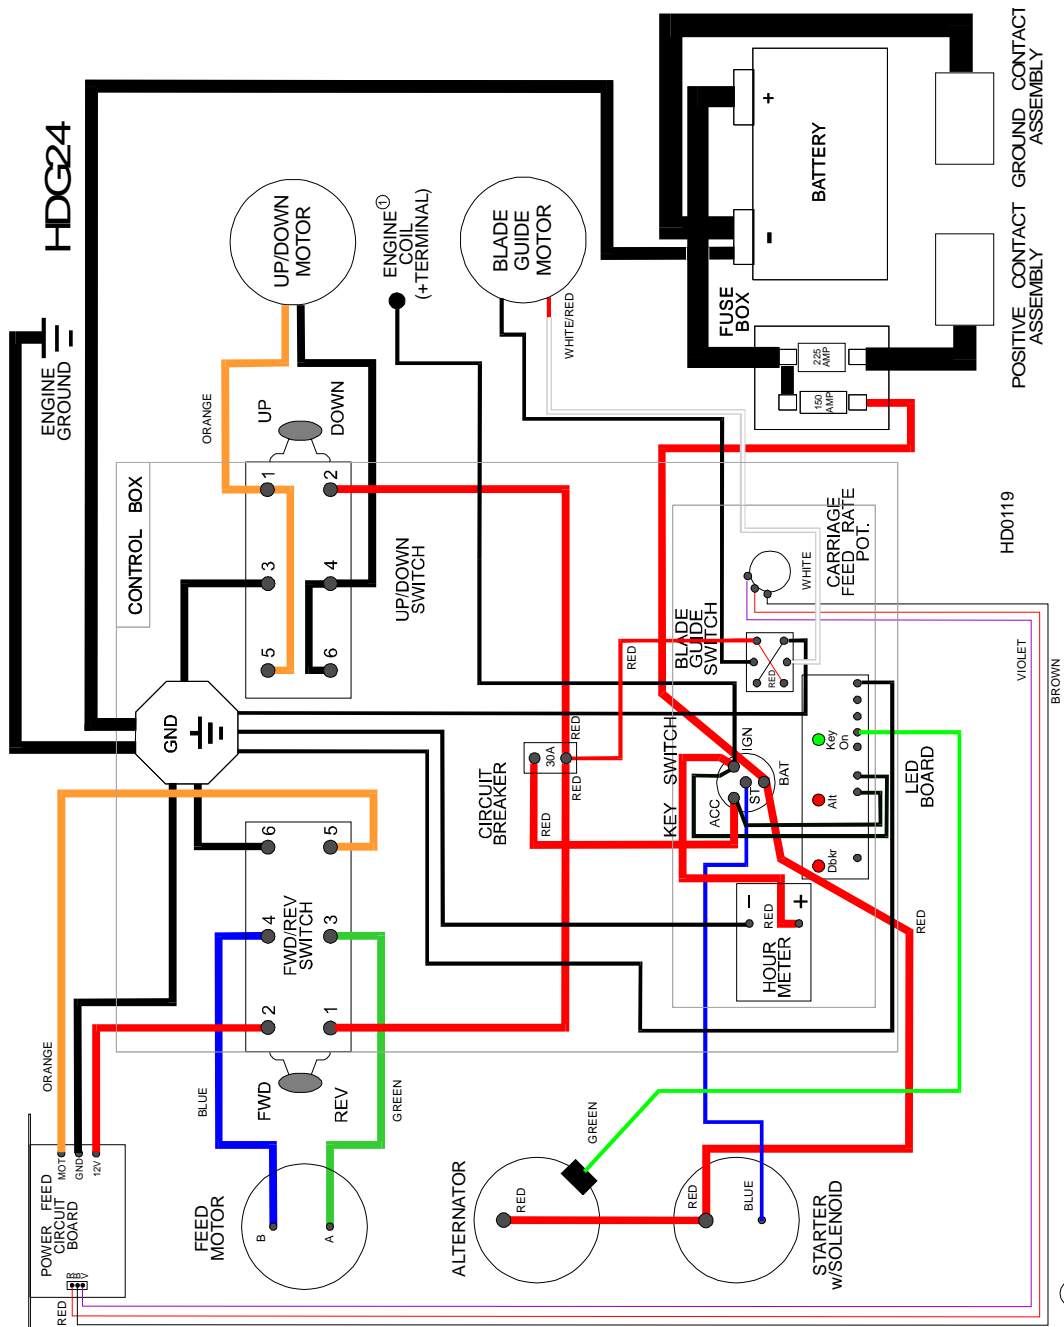 HDG24
ENGINE
GROUND
CONTROL BOX
UP/DOWN
MOTOR
ENGINE①
COIL
(+TERMINAL)
BLADE
GUIDE
MOTOR
WHITE/RED
ORANGE
UP
DOWN
1
2
3
4
5
6
UP/DOWN
SWITCH
BATTERY
+
-
FUSE
BOX
225
AMP
150
AMP
GROUND CONTACT
ASSEMBLY
POSITIVE CONTACT
ASSEMBLY
HD0119
GND
RED
BLADE
GUIDE
SWITCH
RED
WHITE
CARRIAGE
FEED RATE
POT.
VIOLET
BROWN
CIRCUIT
BREAKER
30A
RED
RED
RED
KEY SWITCH
IGN
BAT
ST
ACC
LED
BOARD
Key
On
Alt
Dbkr
HOUR
METER
RED
-
+
RED
6
5
4
3
2
1
FWD/REV
SWITCH
FWD
REV
ORANGE
BLUE
GREEN
POWER FEED
CIRCUIT
BOARD
MOT
GND
12V
R
B
V
RED
FEED
MOTOR
B
A
ALTERNATOR
RED
GREEN
STARTER
w/SOLENOID
RED
BLUE